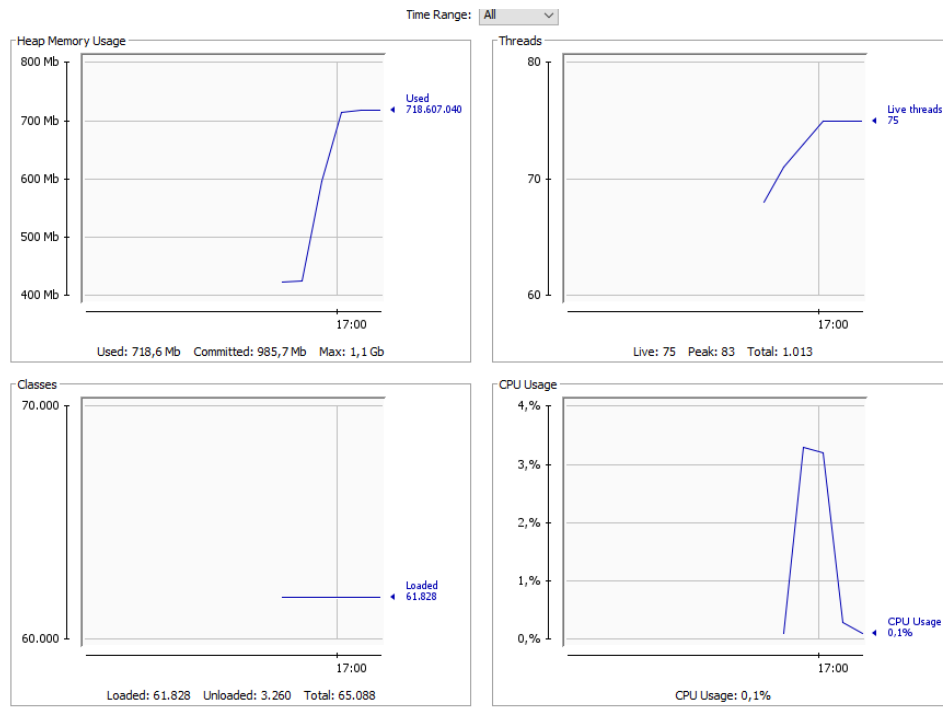 Time Range: All
Heap Memory Usage
800 Mb
700 Mb
600 Mb
500 Mb
400 Mb
Used
718.607.040
17:00
Used: 718,6 Mb Committed: 985,7 Mb Max: 1,1 Gb
Threads
80
70
60
Live threads
75
17:00
Live: 75 Peak: 83 Total: 1.013
Classes
70.000
60.000
Loaded
61.828
17:00
Loaded: 61.828 Unloaded: 3.260 Total: 65.088
CPU Usage
4,%
3,%
2,%
1,%
0,%
CPU Usage
0,1%
17:00
CPU Usage: 0,1%